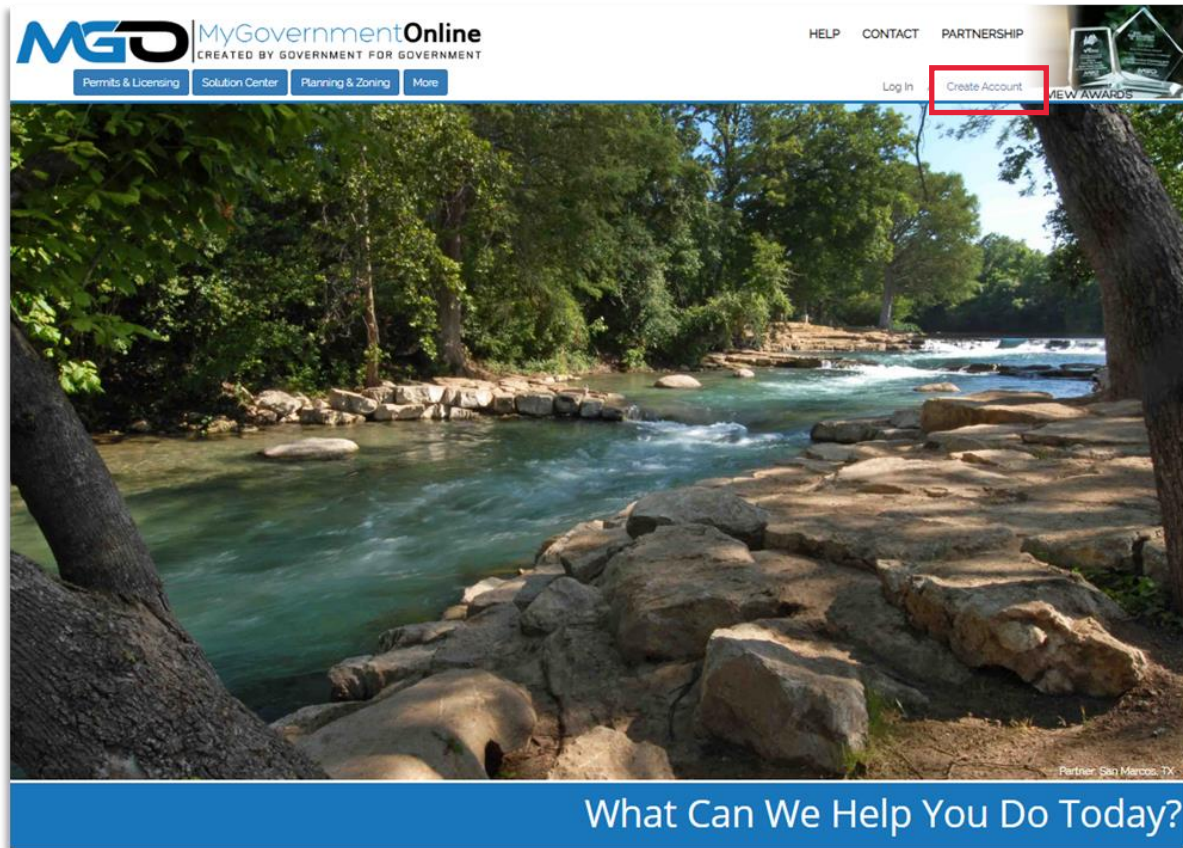 MGO MyGovernmentOnline
CREATED BY GOVERNMENT FOR GOVERNMENT
HELP CONTACT PARTNERSHIP
Permits & Licensing Solution Center Planning & Zoning More
Log In Create Account
VIEW AWARDS
Partner: San Marcos, TX
What Can We Help You Do Today?